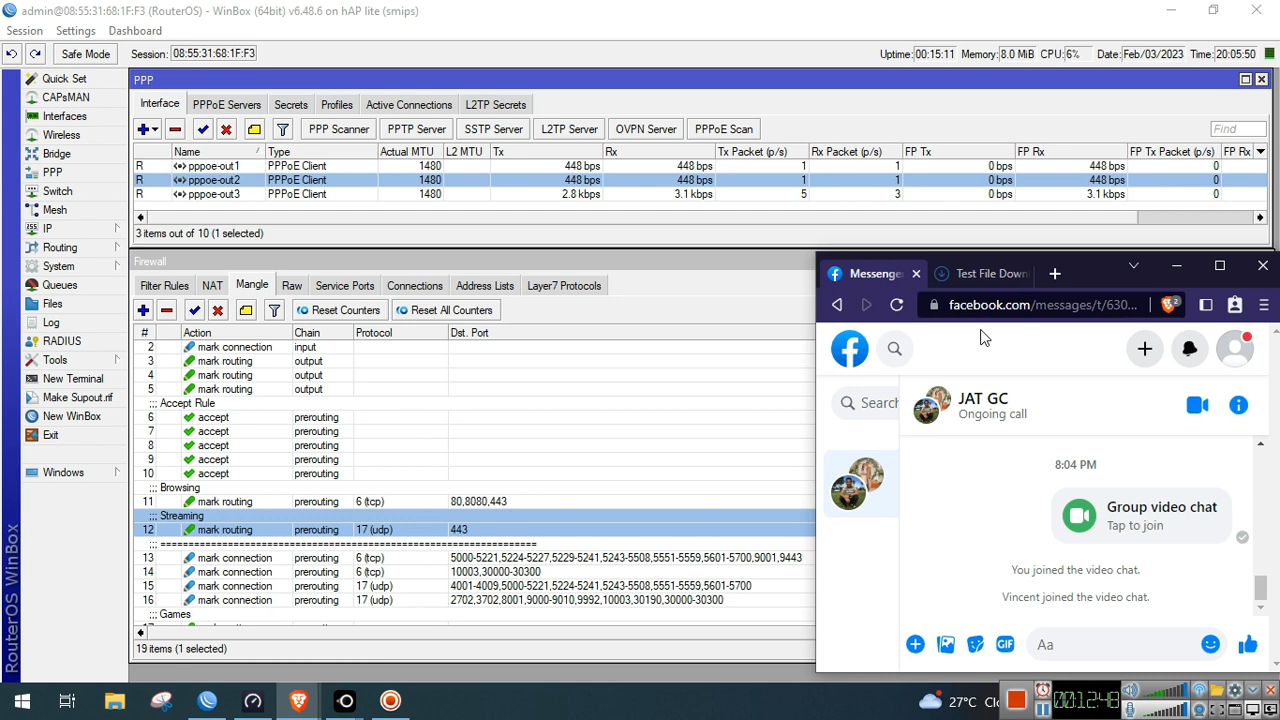 admin@08:55:31:68:1F:F3 (RouterOS) - WinBox (64bit) v6.48.6 on hAP lite (smips)
Session Settings Dashboard
Safe Mode Session: 08:55:31:68:1F:F3 Uptime: 00:15:11 Memory: 8.0 MiB CPU: 6% Date: Feb/03/2023 Time: 20:05:50
Quick Set
CAPsMAN
Interfaces
Wireless
Bridge
PPP
Switch
Mesh
IP
Routing
System
Queues
Files
Log
RADIUS
Tools
New Terminal
Make Supout.rif
New WinBox
Exit
Windows
RouterOS WinBox
PPP
Interface PPPoE Servers Secrets Profiles Active Connections L2TP Secrets
PPP Scanner PPTP Server SSTP Server L2TP Server OVPN Server PPPoE Scan Find
Name / Type Actual MTU L2 MTU Tx Rx Tx Packet (p/s) Rx Packet (p/s) FP Tx FP Rx FP Tx Packet (p/s) FP Rx
R pppoe-out1 PPPoE Client 1480 448 bps 448 bps 1 1 0 bps 448 bps 0
R pppoe-out2 PPPoE Client 1480 448 bps 448 bps 1 1 0 bps 448 bps 0
R pppoe-out3 PPPoE Client 1480 2.8 kbps 3.1 kbps 5 3 0 bps 3.1 kbps 0
3 items out of 10 (1 selected)
Firewall
Filter Rules NAT Mangle Raw Service Ports Connections Address Lists Layer7 Protocols
Reset Counters Reset All Counters
# Action Chain Protocol Dst. Port
2 mark connection input
3 mark routing output
4 mark routing output
5 mark routing output
;;; Accept Rule
6 accept prerouting
7 accept prerouting
8 accept prerouting
9 accept prerouting
10 accept prerouting
;;; Browsing
11 mark routing prerouting 6 (tcp) 80,8080,443
;;; Streaming
12 mark routing prerouting 17 (udp) 443
;;; =====================================================
13 mark connection prerouting 6 (tcp) 5000-5221,5224-5227,5229-5241,5243-5508,5551-5559,5601-5700,9001,9443
14 mark connection prerouting 6 (tcp) 10003,30000-30300
15 mark connection prerouting 17 (udp) 4001-4009,5000-5221,5224-5241,5243-5508,5551-5559,5601-5700
16 mark connection prerouting 17 (udp) 2702,3702,8001,9000-9010,9992,10003,30190,30000-30300
;;; Games
19 items (1 selected)
Messenge Test File Down
facebook.com/messages/t/630... 2
Search
JAT GC
Ongoing call
8:04 PM
Group video chat
Tap to join
You joined the video chat.
Vincent joined the video chat.
GIF Aa
27°C Clo
00:12:48